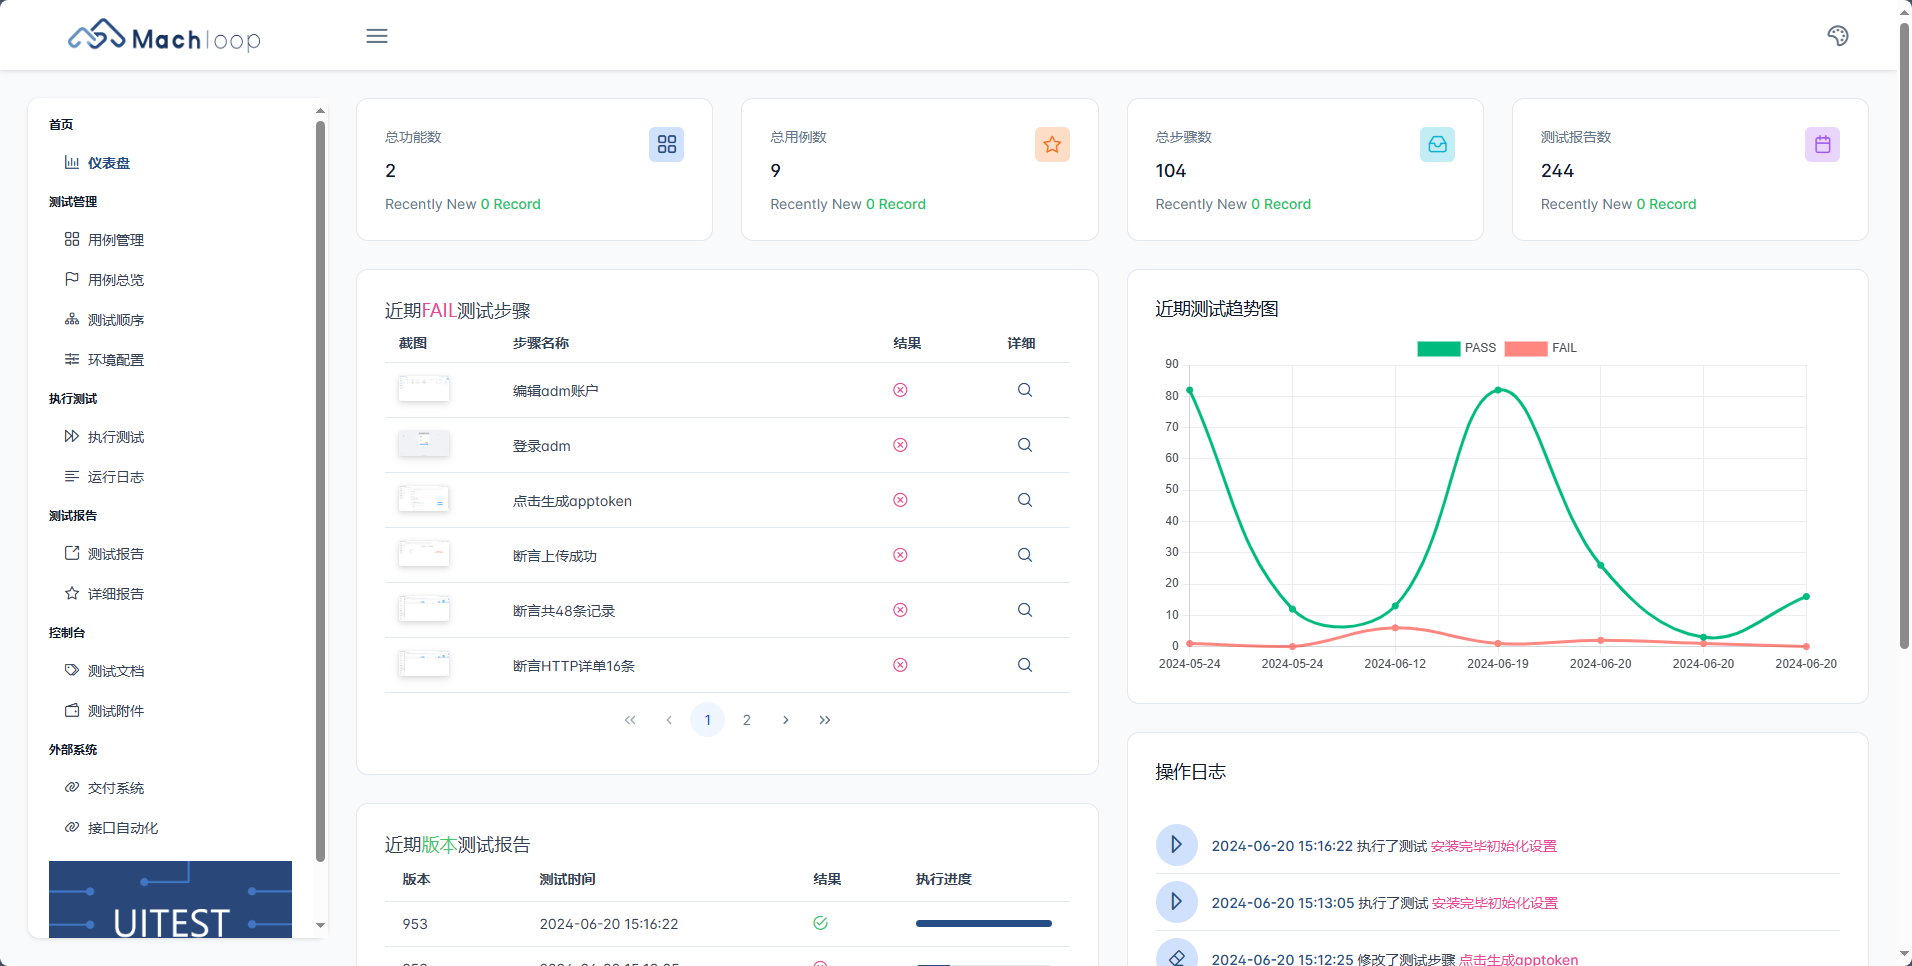 Machloop
首页
仪表盘
测试管理
用例管理
用例总览
测试顺序
环境配置
执行测试
执行测试
运行日志
测试报告
测试报告
详细报告
控制台
测试文档
测试附件
外部系统
交付系统
接口自动化
UITEST
总功能数
2
Recently New 0 Record
总用例数
9
Recently New 0 Record
总步骤数
104
Recently New 0 Record
测试报告数
244
Recently New 0 Record
近期FAIL测试步骤
截图 步骤名称 结果 详细
编辑adm账户
登录adm
点击生成apptoken
断言上传成功
断言共48条记录
断言HTTP详单16条
1 2
近期版本测试报告
版本 测试时间 结果 执行进度
953 2024-06-20 15:16:22
近期测试趋势图
PASS FAIL
90
80
70
60
50
40
30
20
10
0
2024-05-24 2024-05-24 2024-06-12 2024-06-19 2024-06-20 2024-06-20 2024-06-20
操作日志
2024-06-20 15:16:22 执行了测试 安装完毕初始化设置
2024-06-20 15:13:05 执行了测试 安装完毕初始化设置
2024-06-20 15:12:25 修改了测试步骤 点击生成apptoken